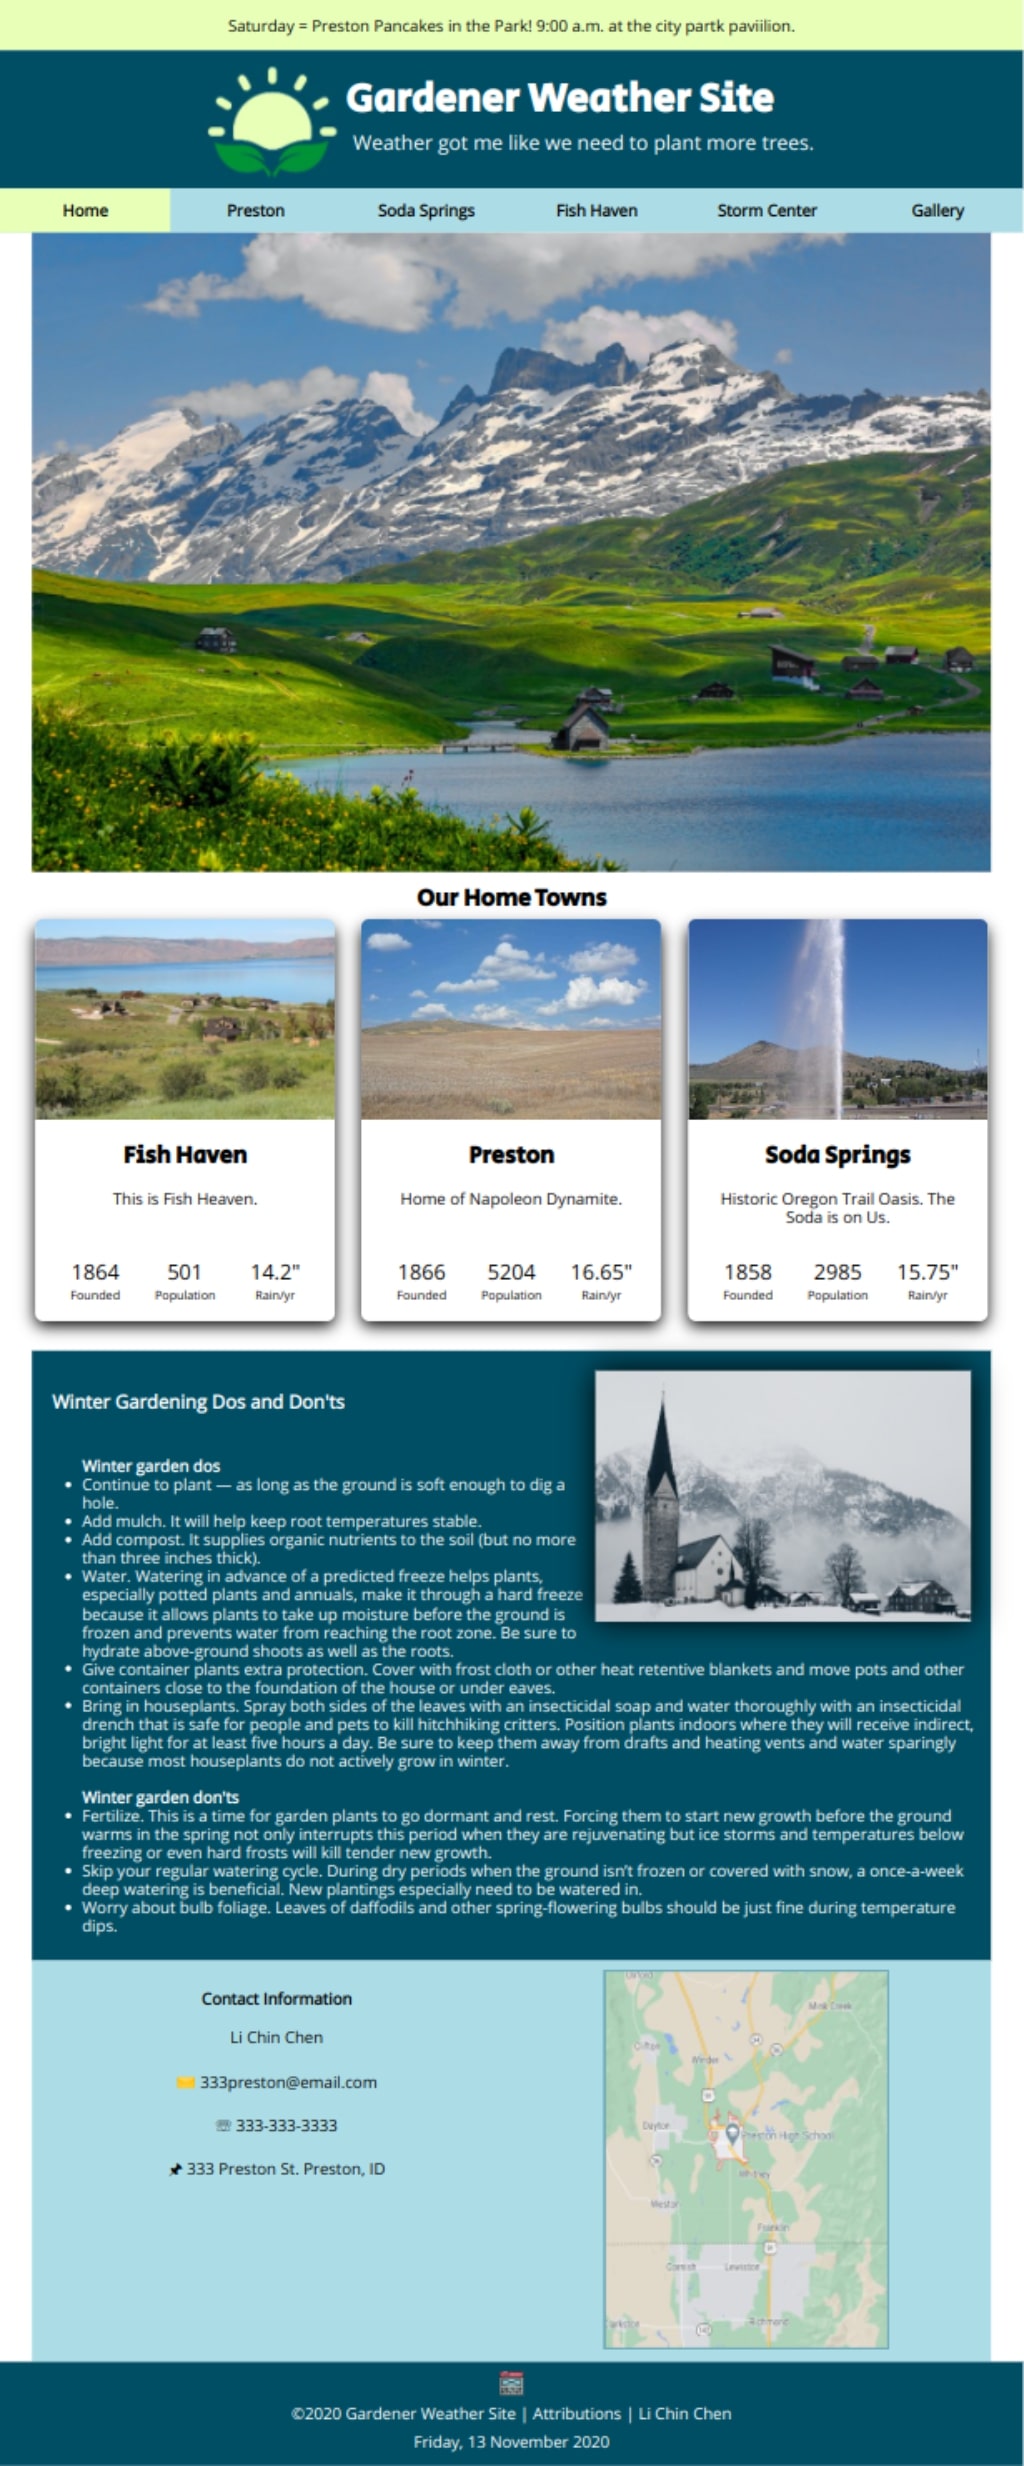 Saturday = Preston Pancakes in the Park! 9:00 a.m. at the city partk paviilion.
Gardener Weather Site
Weather got me like we need to plant more trees.
Home Preston Soda Springs Fish Haven Storm Center Gallery
Our Home Towns
Fish Haven
This is Fish Heaven.
1864 501 14.2"
Founded Population Rain/yr
Preston
Home of Napoleon Dynamite.
1866 5204 16.65"
Founded Population Rain/yr
Soda Springs
Historic Oregon Trail Oasis. The
Soda is on Us.
1858 2985 15.75"
Founded Population Rain/yr
Winter Gardening Dos and Don'ts
Winter garden dos
• Continue to plant — as long as the ground is soft enough to dig a
hole.
• Add mulch. It will help keep root temperatures stable.
• Add compost. It supplies organic nutrients to the soil (but no more
than three inches thick).
• Water. Watering in advance of a predicted freeze helps plants,
especially potted plants and annuals, make it through a hard freeze
because it allows plants to take up moisture before the ground is
frozen and prevents water from reaching the root zone. Be sure to
hydrate above-ground shoots as well as the roots.
• Give container plants extra protection. Cover with frost cloth or other heat retentive blankets and move pots and other
containers close to the foundation of the house or under eaves.
• Bring in houseplants. Spray both sides of the leaves with an insecticidal soap and water thoroughly with an insecticidal
drench that is safe for people and pets to kill hitchhiking critters. Position plants indoors where they will receive indirect,
bright light for at least five hours a day. Be sure to keep them away from drafts and heating vents and water sparingly
because most houseplants do not actively grow in winter.
Winter garden don'ts
• Fertilize. This is a time for garden plants to go dormant and rest. Forcing them to start new growth before the ground
warms in the spring not only interrupts this period when they are rejuvenating but ice storms and temperatures below
freezing or even hard frosts will kill tender new growth.
• Skip your regular watering cycle. During dry periods when the ground isn't frozen or covered with snow, a once-a-week
deep watering is beneficial. New plantings especially need to be watered in.
• Worry about bulb foliage. Leaves of daffodils and other spring-flowering bulbs should be just fine during temperature
dips.
Contact Information
Li Chin Chen
333preston@email.com
333-333-3333
333 Preston St. Preston, ID
Oxford
Mink Creek
Clifton
Winder
Dayton
Preston High School
Whitney
Weston
Franklin
Cornish Lewiston
Richmond
©2020 Gardener Weather Site | Attributions | Li Chin Chen
Friday, 13 November 2020